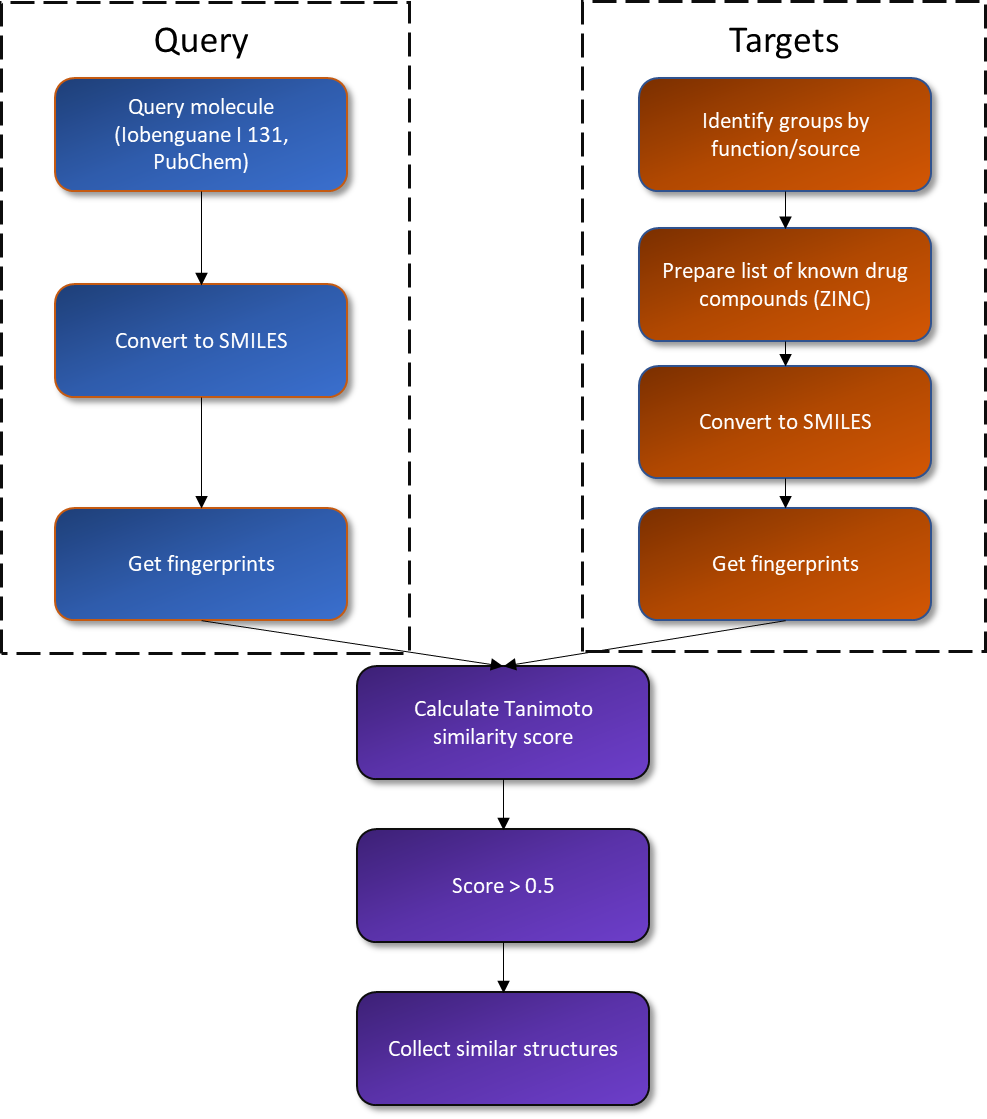 Query
Query molecule
(Iobenguane I 131,
PubChem)
Convert to SMILES
Get fingerprints
Targets
Identify groups by
function/source
Prepare list of known drug
compounds (ZINC)
Convert to SMILES
Get fingerprints
Calculate Tanimoto
similarity score
Score > 0.5
Collect similar structures